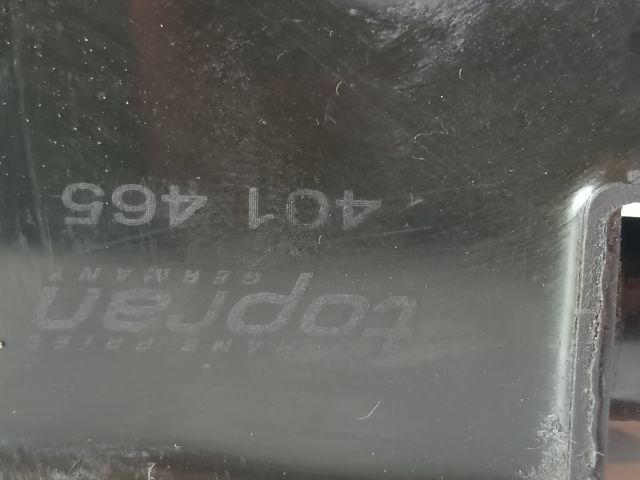 HANS PRIES
topran
GERMANY
401 465